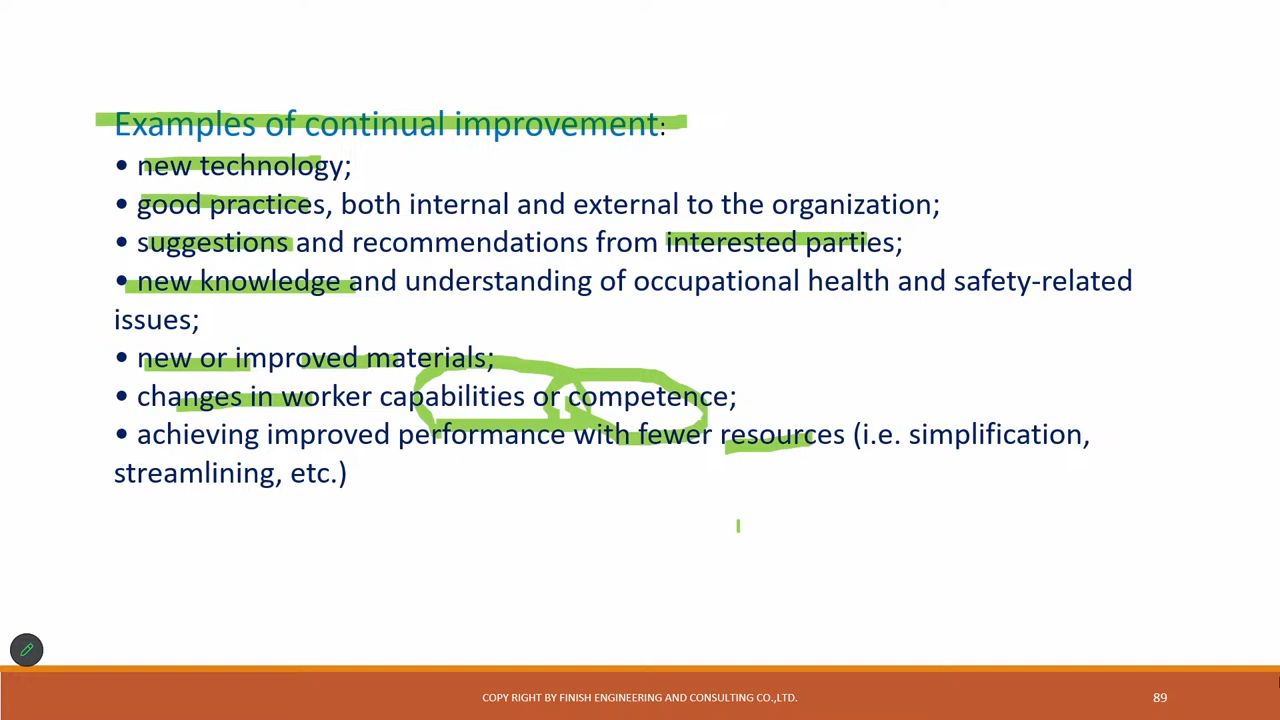 Examples of continual improvement:
• new technology;
• good practices, both internal and external to the organization;
• suggestions and recommendations from interested parties;
• new knowledge and understanding of occupational health and safety-related
issues;
• new or improved materials;
• changes in worker capabilities or competence;
• achieving improved performance with fewer resources (i.e. simplification,
streamlining, etc.)
COPY RIGHT BY FINISH ENGINEERING AND CONSULTING CO.,LTD.
89